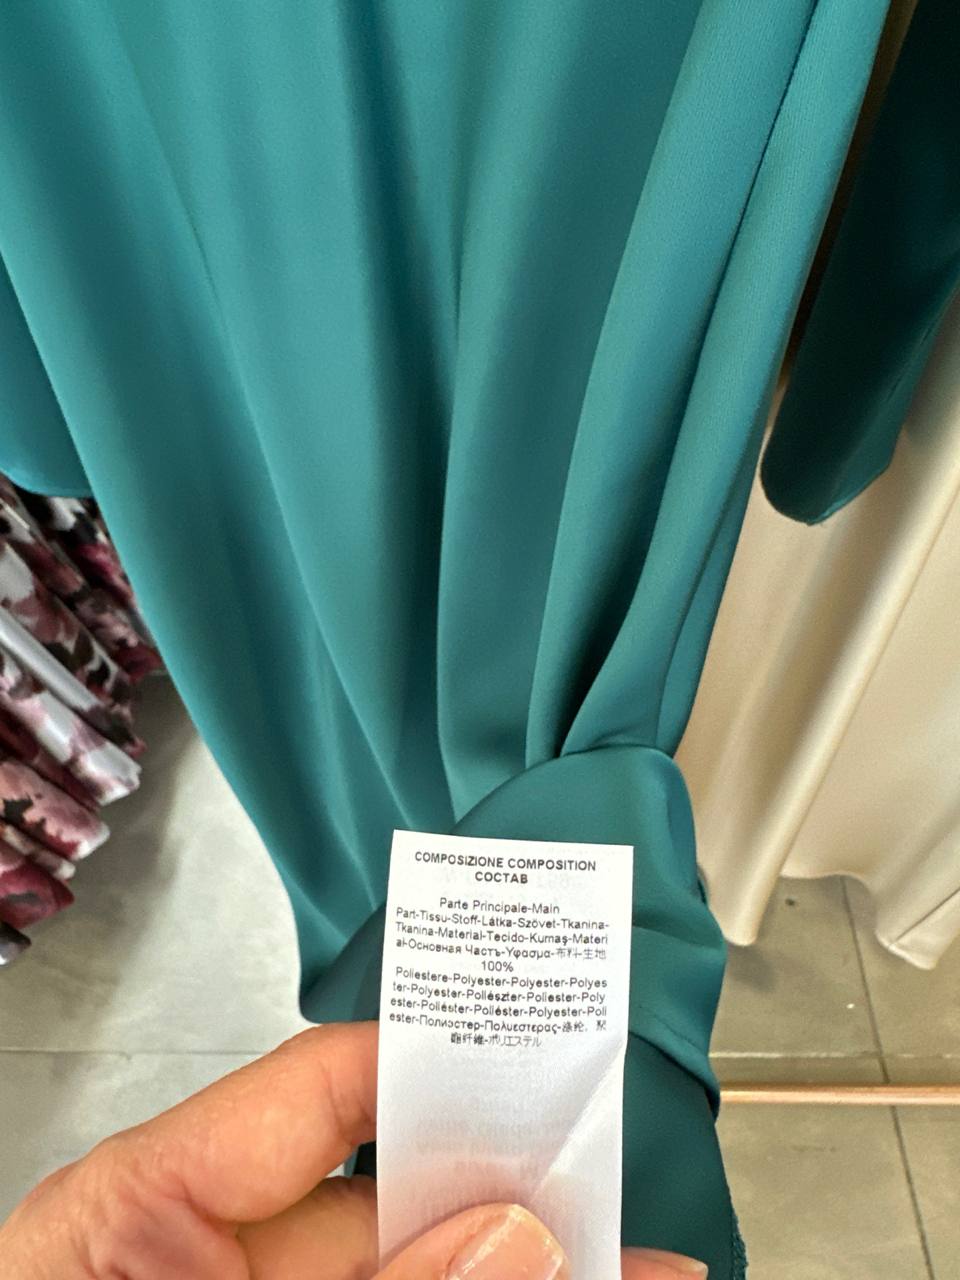 COMPOSIZIONE COMPOSITION
СОСТАВ
Parte Principale-Main
Part-Tissu-Stoff-Látka-Szövet-Tkanina-
Tkanina-Material-Tecido-Kumaş-Materi
al-Основная Часть-Υφασμα-布料-生地
100%
Poliestere-Polyester-Polyester-Polyes
ter-Polyester-Poliészter-Poliester-Poly
ester-Poliéster-Poliéster-Polyester-Poli
ester-Полиэстер-Πολυεστερας-涤纶, 聚
酯纤维-ポリエステル